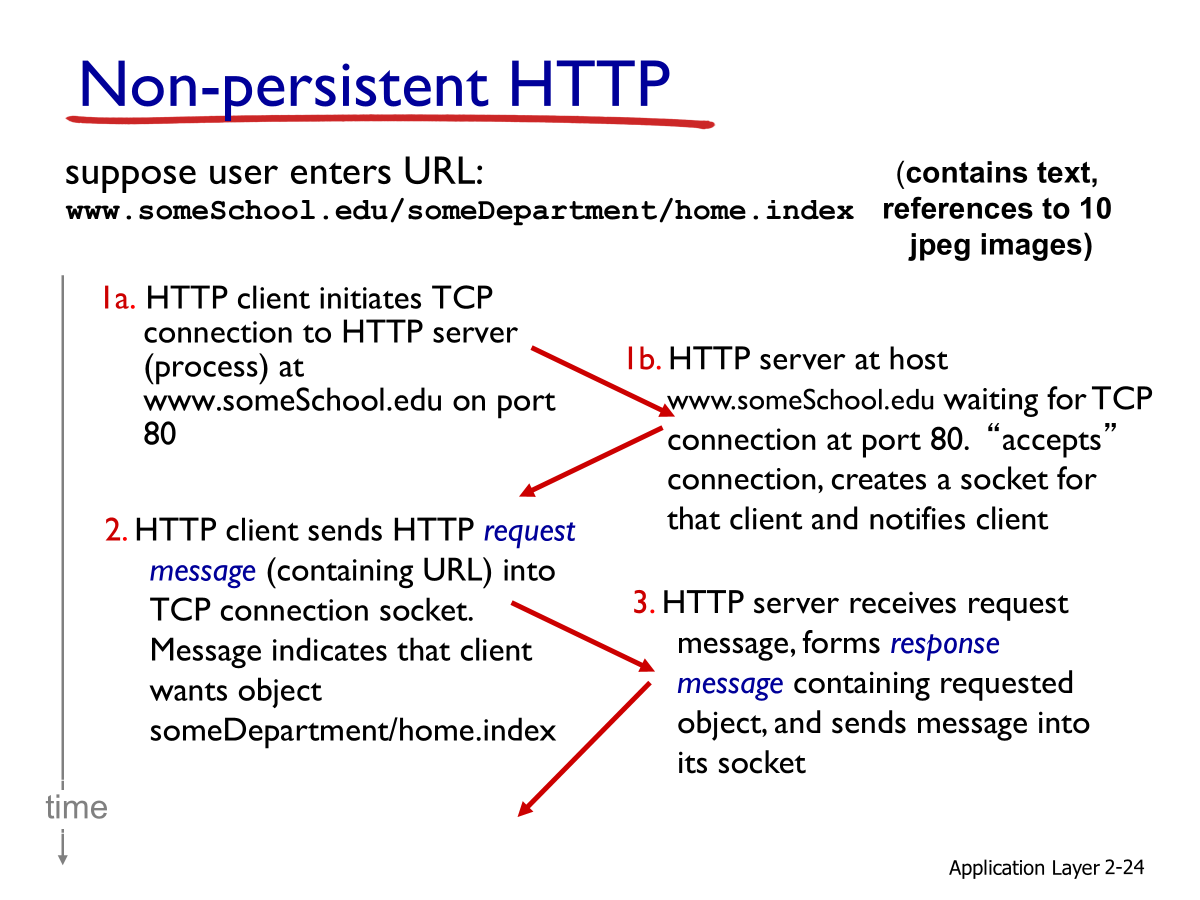 Non-persistent HTTP
suppose user enters URL:
www.someSchool.edu/someDepartment/home.index
(contains text,
references to 10
jpeg images)
1a. HTTP client initiates TCP
connection to HTTP server
(process) at
www.someSchool.edu on port
80
1b. HTTP server at host
www.someSchool.edu waiting for TCP
connection at port 80. “accepts”
connection, creates a socket for
that client and notifies client
2. HTTP client sends HTTP request
message (containing URL) into
TCP connection socket.
Message indicates that client
wants object
someDepartment/home.index
3. HTTP server receives request
message, forms response
message containing requested
object, and sends message into
its socket
time
Application Layer 2-24